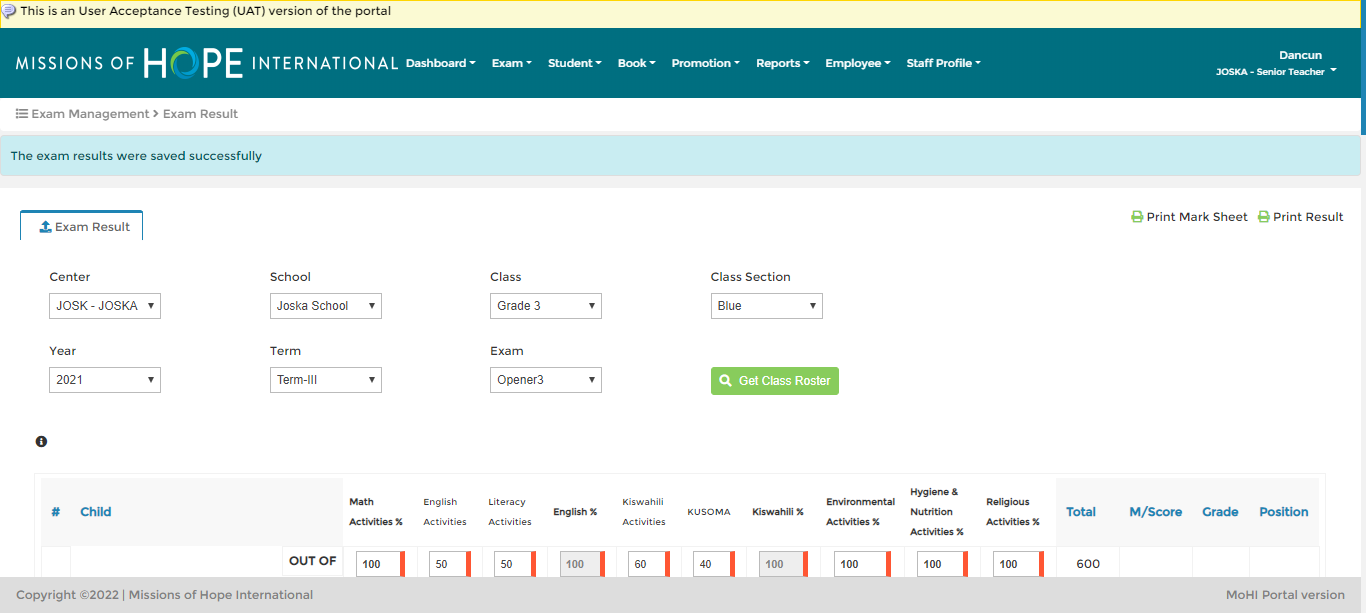 This is an User Acceptance Testing (UAT) version of the portal
MISSIONS OF HOPE INTERNATIONAL Dashboard Exam Student Book Promotion Reports Employee Staff Profile
Dancun
JOSKA - Senior Teacher
Exam Management > Exam Result
The exam results were saved successfully
Exam Result
Print Mark Sheet Print Result
Center School Class Class Section
JOSK - JOSKA Joska School Grade 3 Blue
Year Term Exam
2021 Term-III Opener3 Get Class Roster
# Child Math Activities % English Activities Literacy Activities English % Kiswahili Activities KUSOMA Kiswahili % Environmental Activities % Hygiene & Nutrition Activities % Religious Activities % Total M/Score Grade Position
OUT OF 100 50 50 100 60 40 100 100 100 100 600
Copyright ©2022 | Missions of Hope International MoHI Portal version